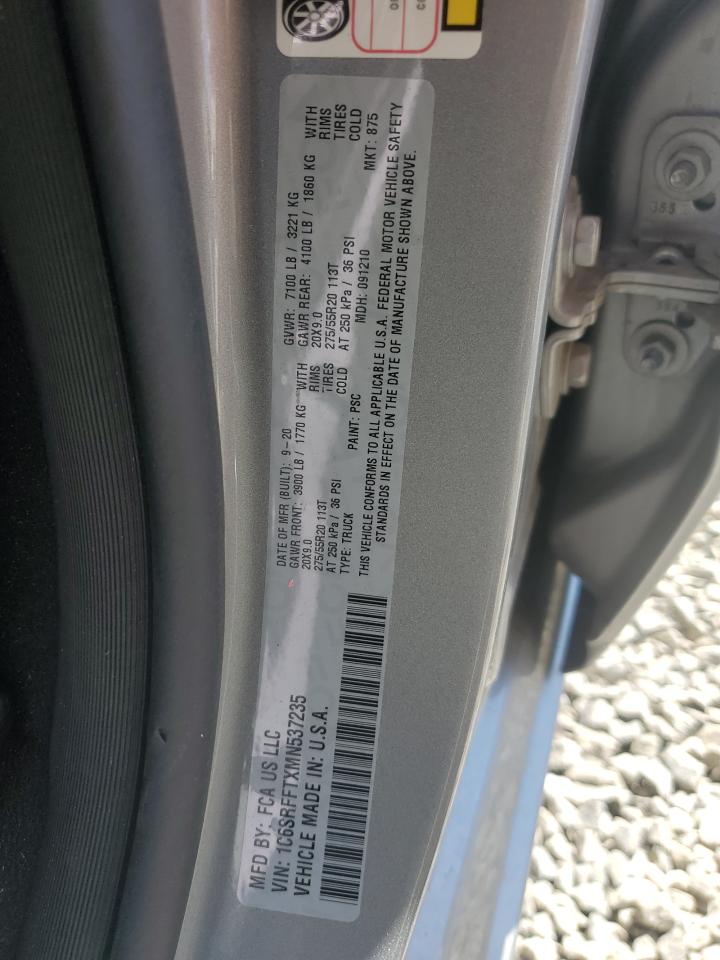 MFD BY: FCA US LLC
VIN: 1C6SRFFTXMN537235
VEHICLE MADE IN: U.S.A.
DATE OF MFR (BUILT): 9-20
GAWR FRONT: 3900 LB / 1770 KG WITH
20X9.0 RIMS
275/55R20 113T TIRES
AT 250 kPa / 36 PSI COLD
TYPE: TRUCK PAINT: PSC
GVWR: 7100 LB / 3221 KG
GAWR REAR: 4100 LB / 1860 KG WITH
20X9.0 RIMS
275/55R20 113T TIRES
AT 250 kPa / 36 PSI COLD
MDH: 091210 MKT: 875
THIS VEHICLE CONFORMS TO ALL APPLICABLE U.S.A. FEDERAL MOTOR VEHICLE SAFETY
STANDARDS IN EFFECT ON THE DATE OF MANUFACTURE SHOWN ABOVE.